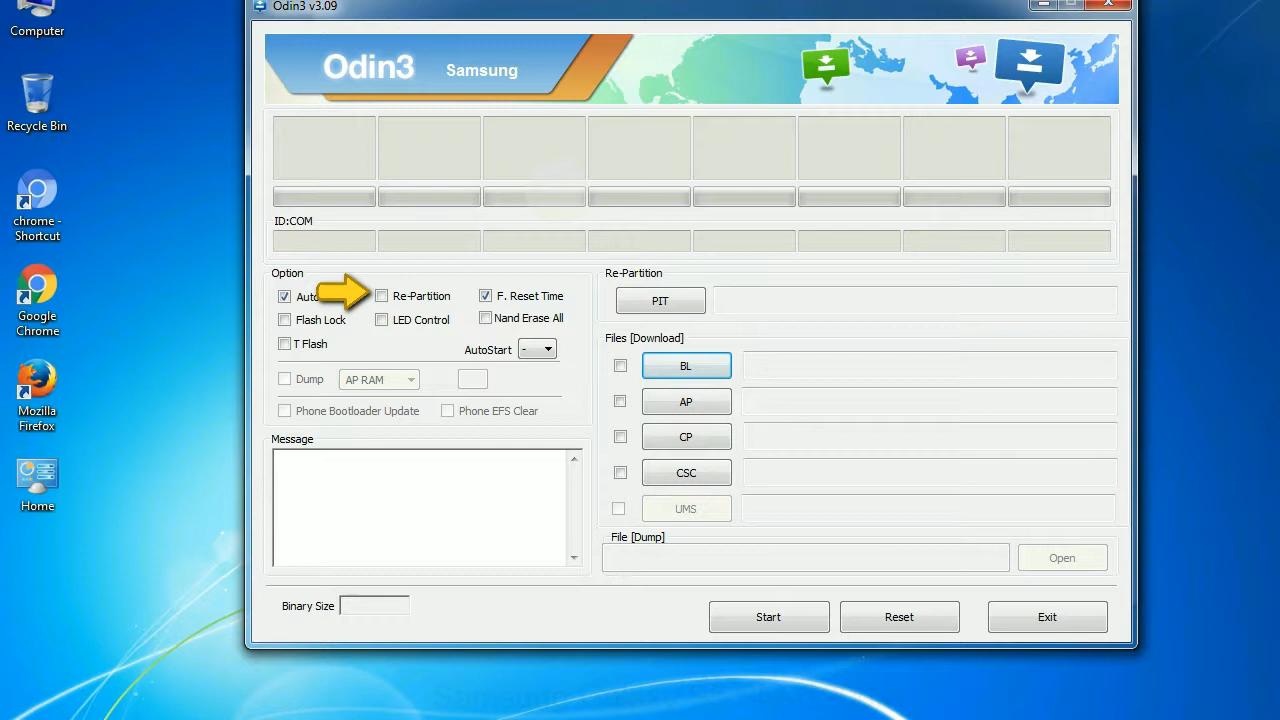 Odin3 v3.09
Computer
Recycle Bin
chrome -
Shortcut
Google
Chrome
Mozilla
Firefox
Home
Odin3 Samsung
ID:COM
Option
Auto
Re-Partition
F. Reset Time
Flash Lock
LED Control
Nand Erase All
T Flash
AutoStart -
Dump AP RAM
Phone Bootloader Update
Phone EFS Clear
Message
Re-Partition
PIT
Files [Download]
BL
AP
CP
CSC
UMS
File [Dump]
Open
Binary Size
Start
Reset
Exit